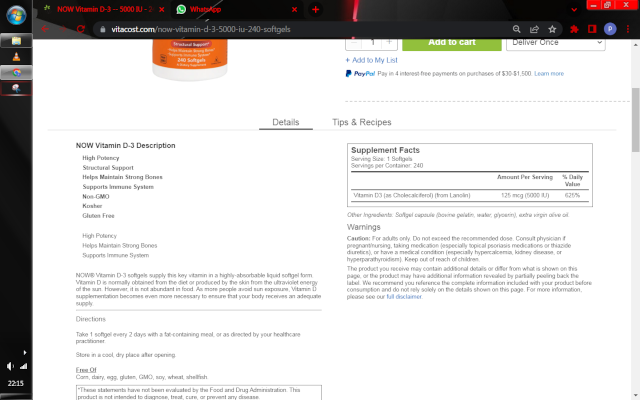 NOW Vitamin D-3 — 5000 IU - 24
WhatsApp
vitacost.com/now-vitamin-d-3-5000-iu-240-softgels
P
Structural Support*
240 Softgels
1
Add to cart
Deliver Once
+ Add to My List
PayPal Pay in 4 interest-free payments on purchases of $30-$1,500. Learn more
Details
Tips & Recipes
NOW Vitamin D-3 Description
High Potency
Structural Support
Helps Maintain Strong Bones
Supports Immune System
Non-GMO
Kosher
Gluten Free
High Potency
Helps Maintain Strong Bones
Supports Immune System
NOW® Vitamin D-3 softgels supply this key vitamin in a highly-absorbable liquid softgel form.
Vitamin D is normally obtained from the diet or produced by the skin from the ultraviolet energy
of the sun. However, it is not abundant in food. As more people avoid sun exposure, Vitamin D
supplementation becomes even more necessary to ensure that your body receives an adequate
supply.
Directions
Take 1 softgel every 2 days with a fat-containing meal, or as directed by your healthcare
practitioner.
Store in a cool, dry place after opening.
Free Of
Corn, dairy, egg, gluten, GMO, soy, wheat, shellfish.
*These statements have not been evaluated by the Food and Drug Administration. This
product is not intended to diagnose, treat, cure, or prevent any disease.
Supplement Facts
Serving Size: 1 Softgels
Servings per Container: 240
Amount Per Serving
% Daily
Value
Vitamin D3 (as Cholecalciferol) (from Lanolin)
125 mcg (5000 IU)
625%
Other Ingredients: Softgel capsule (bovine gelatin, water, glycerin), extra virgin olive oil.
Warnings
Caution: For adults only. Do not exceed the recommended dose. Consult physician if
pregnant/nursing, taking medication (especially topical psoriasis medications or thiazide
diuretics), or have a medical condition (especially hypercalcemia, kidney disease, or
hyperparathyroidism). Keep out of reach of children.
The product you receive may contain additional details or differ from what is shown on this
page, or the product may have additional information revealed by partially peeling back the
label. We recommend you reference the complete information included with your product before
consumption and do not rely solely on the details shown on this page. For more information,
please see our full disclaimer.
22:15